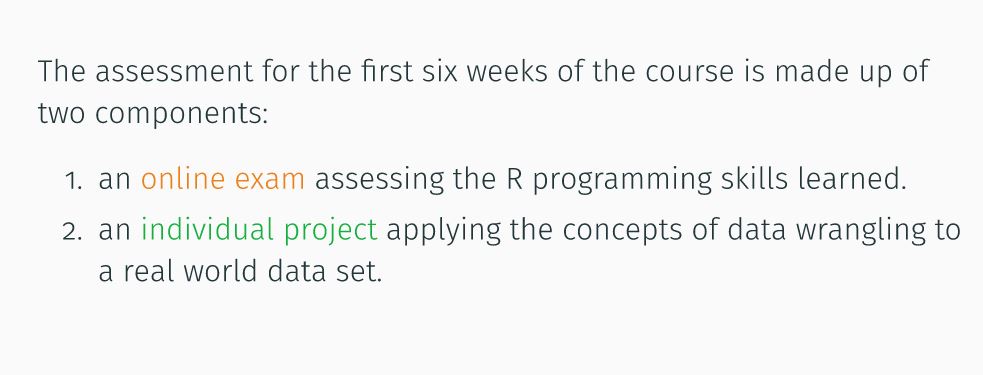 The assessment for the first six weeks of the course is made up of
two components:
1. an online exam assessing the R programming skills learned.
2. an individual project applying the concepts of data wrangling to
a real world data set.